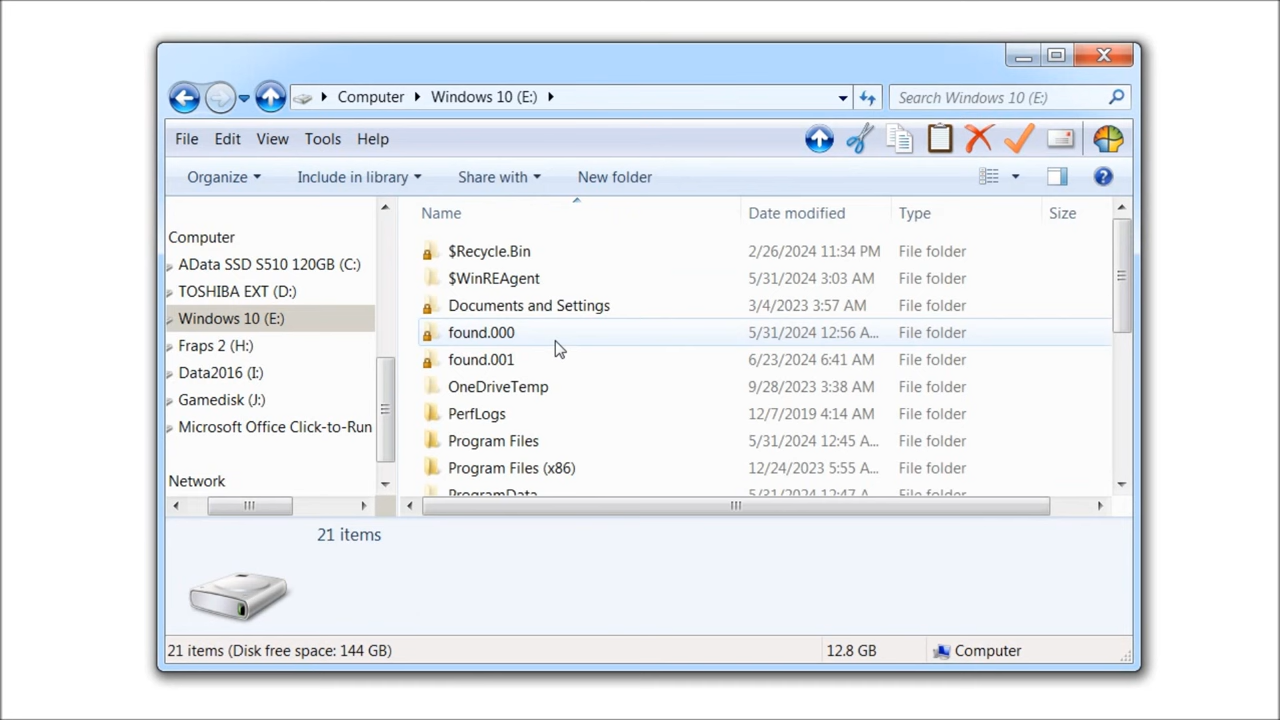 Computer Windows 10 (E:)
Search Windows 10 (E:)
File Edit View Tools Help
Organize Include in library Share with New folder
Name Date modified Type Size
Computer
AData SSD S510 120GB (C:)
TOSHIBA EXT (D:)
Windows 10 (E:)
Fraps 2 (H:)
Data2016 (I:)
Gamedisk (J:)
Microsoft Office Click-to-Run
Network
$Recycle.Bin 2/26/2024 11:34 PM File folder
$WinREAgent 5/31/2024 3:03 AM File folder
Documents and Settings 3/4/2023 3:57 AM File folder
found.000 5/31/2024 12:56 A... File folder
found.001 6/23/2024 6:41 AM File folder
OneDriveTemp 9/28/2023 3:38 AM File folder
PerfLogs 12/7/2019 4:14 AM File folder
Program Files 5/31/2024 12:45 A... File folder
Program Files (x86) 12/24/2023 5:55 A... File folder
ProgramData 5/31/2024 12:47 A... File folder
21 items
21 items (Disk free space: 144 GB) 12.8 GB Computer